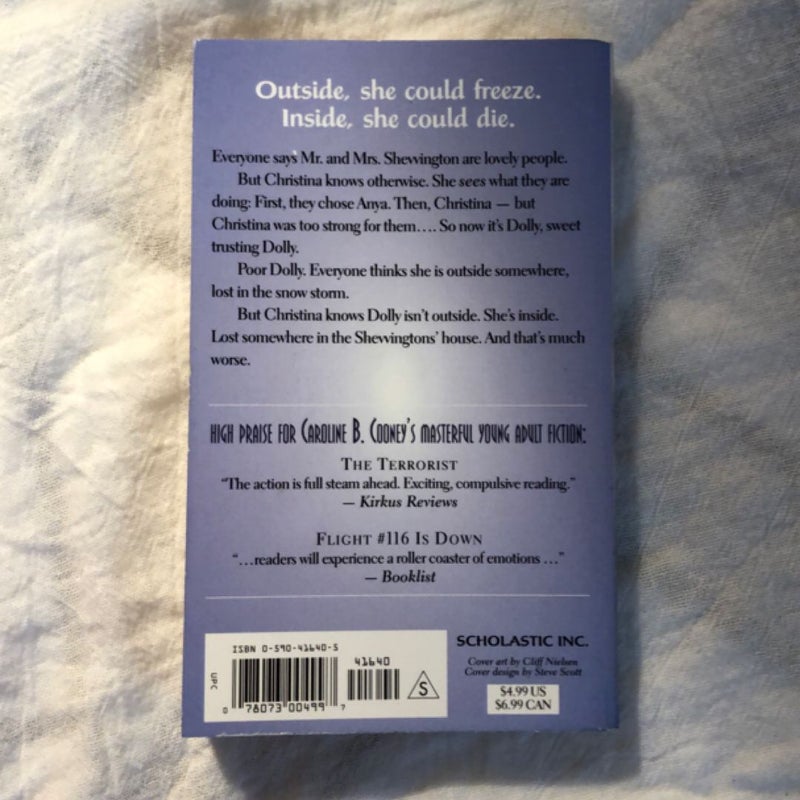 Outside, she could freeze.
Inside, she could die.
Everyone says Mr. and Mrs. Shevvington are lovely people.
But Christina knows otherwise. She sees what they are
doing: First, they chose Anya. Then, Christina — but
Christina was too strong for them.... So now it's Dolly, sweet
trusting Dolly.
Poor Dolly. Everyone thinks she is outside somewhere,
lost in the snow storm.
But Christina knows Dolly isn't outside. She's inside.
Lost somewhere in the Shevvingtons' house. And that's much
worse.
HIGH PRAISE FOR CAROLINE B. COONEY'S MASTERFUL YOUNG ADULT FICTION:
THE TERRORIST
"The action is full steam ahead. Exciting, compulsive reading."
— Kirkus Reviews
FLIGHT #116 IS DOWN
"...readers will experience a roller coaster of emotions ..."
— Booklist
ISBN 0-590-41640-5
41640
UPC
0 78073 00499 7
S
SCHOLASTIC INC.
Cover art by Cliff Nielsen
Cover design by Steve Scott
$4.99 US
$6.99 CAN